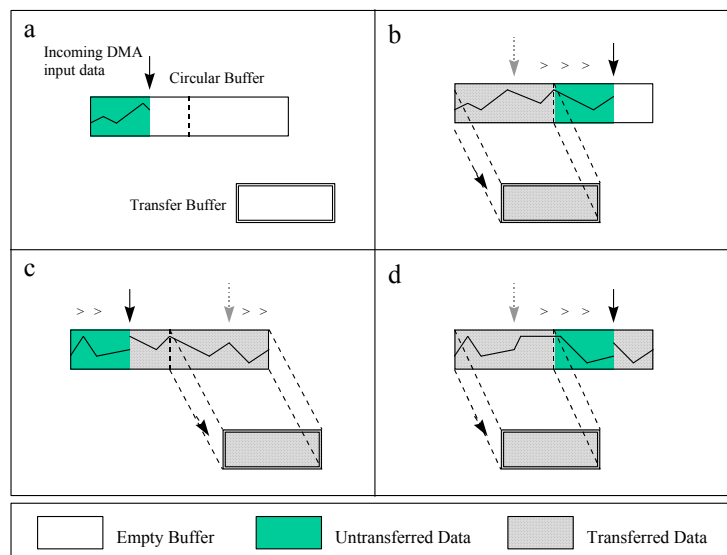 a
Incoming DMA
input data
Circular Buffer
Transfer Buffer
b
> > >
c
> >
> >
d
> > >
Empty Buffer
Untransferred Data
Transferred Data